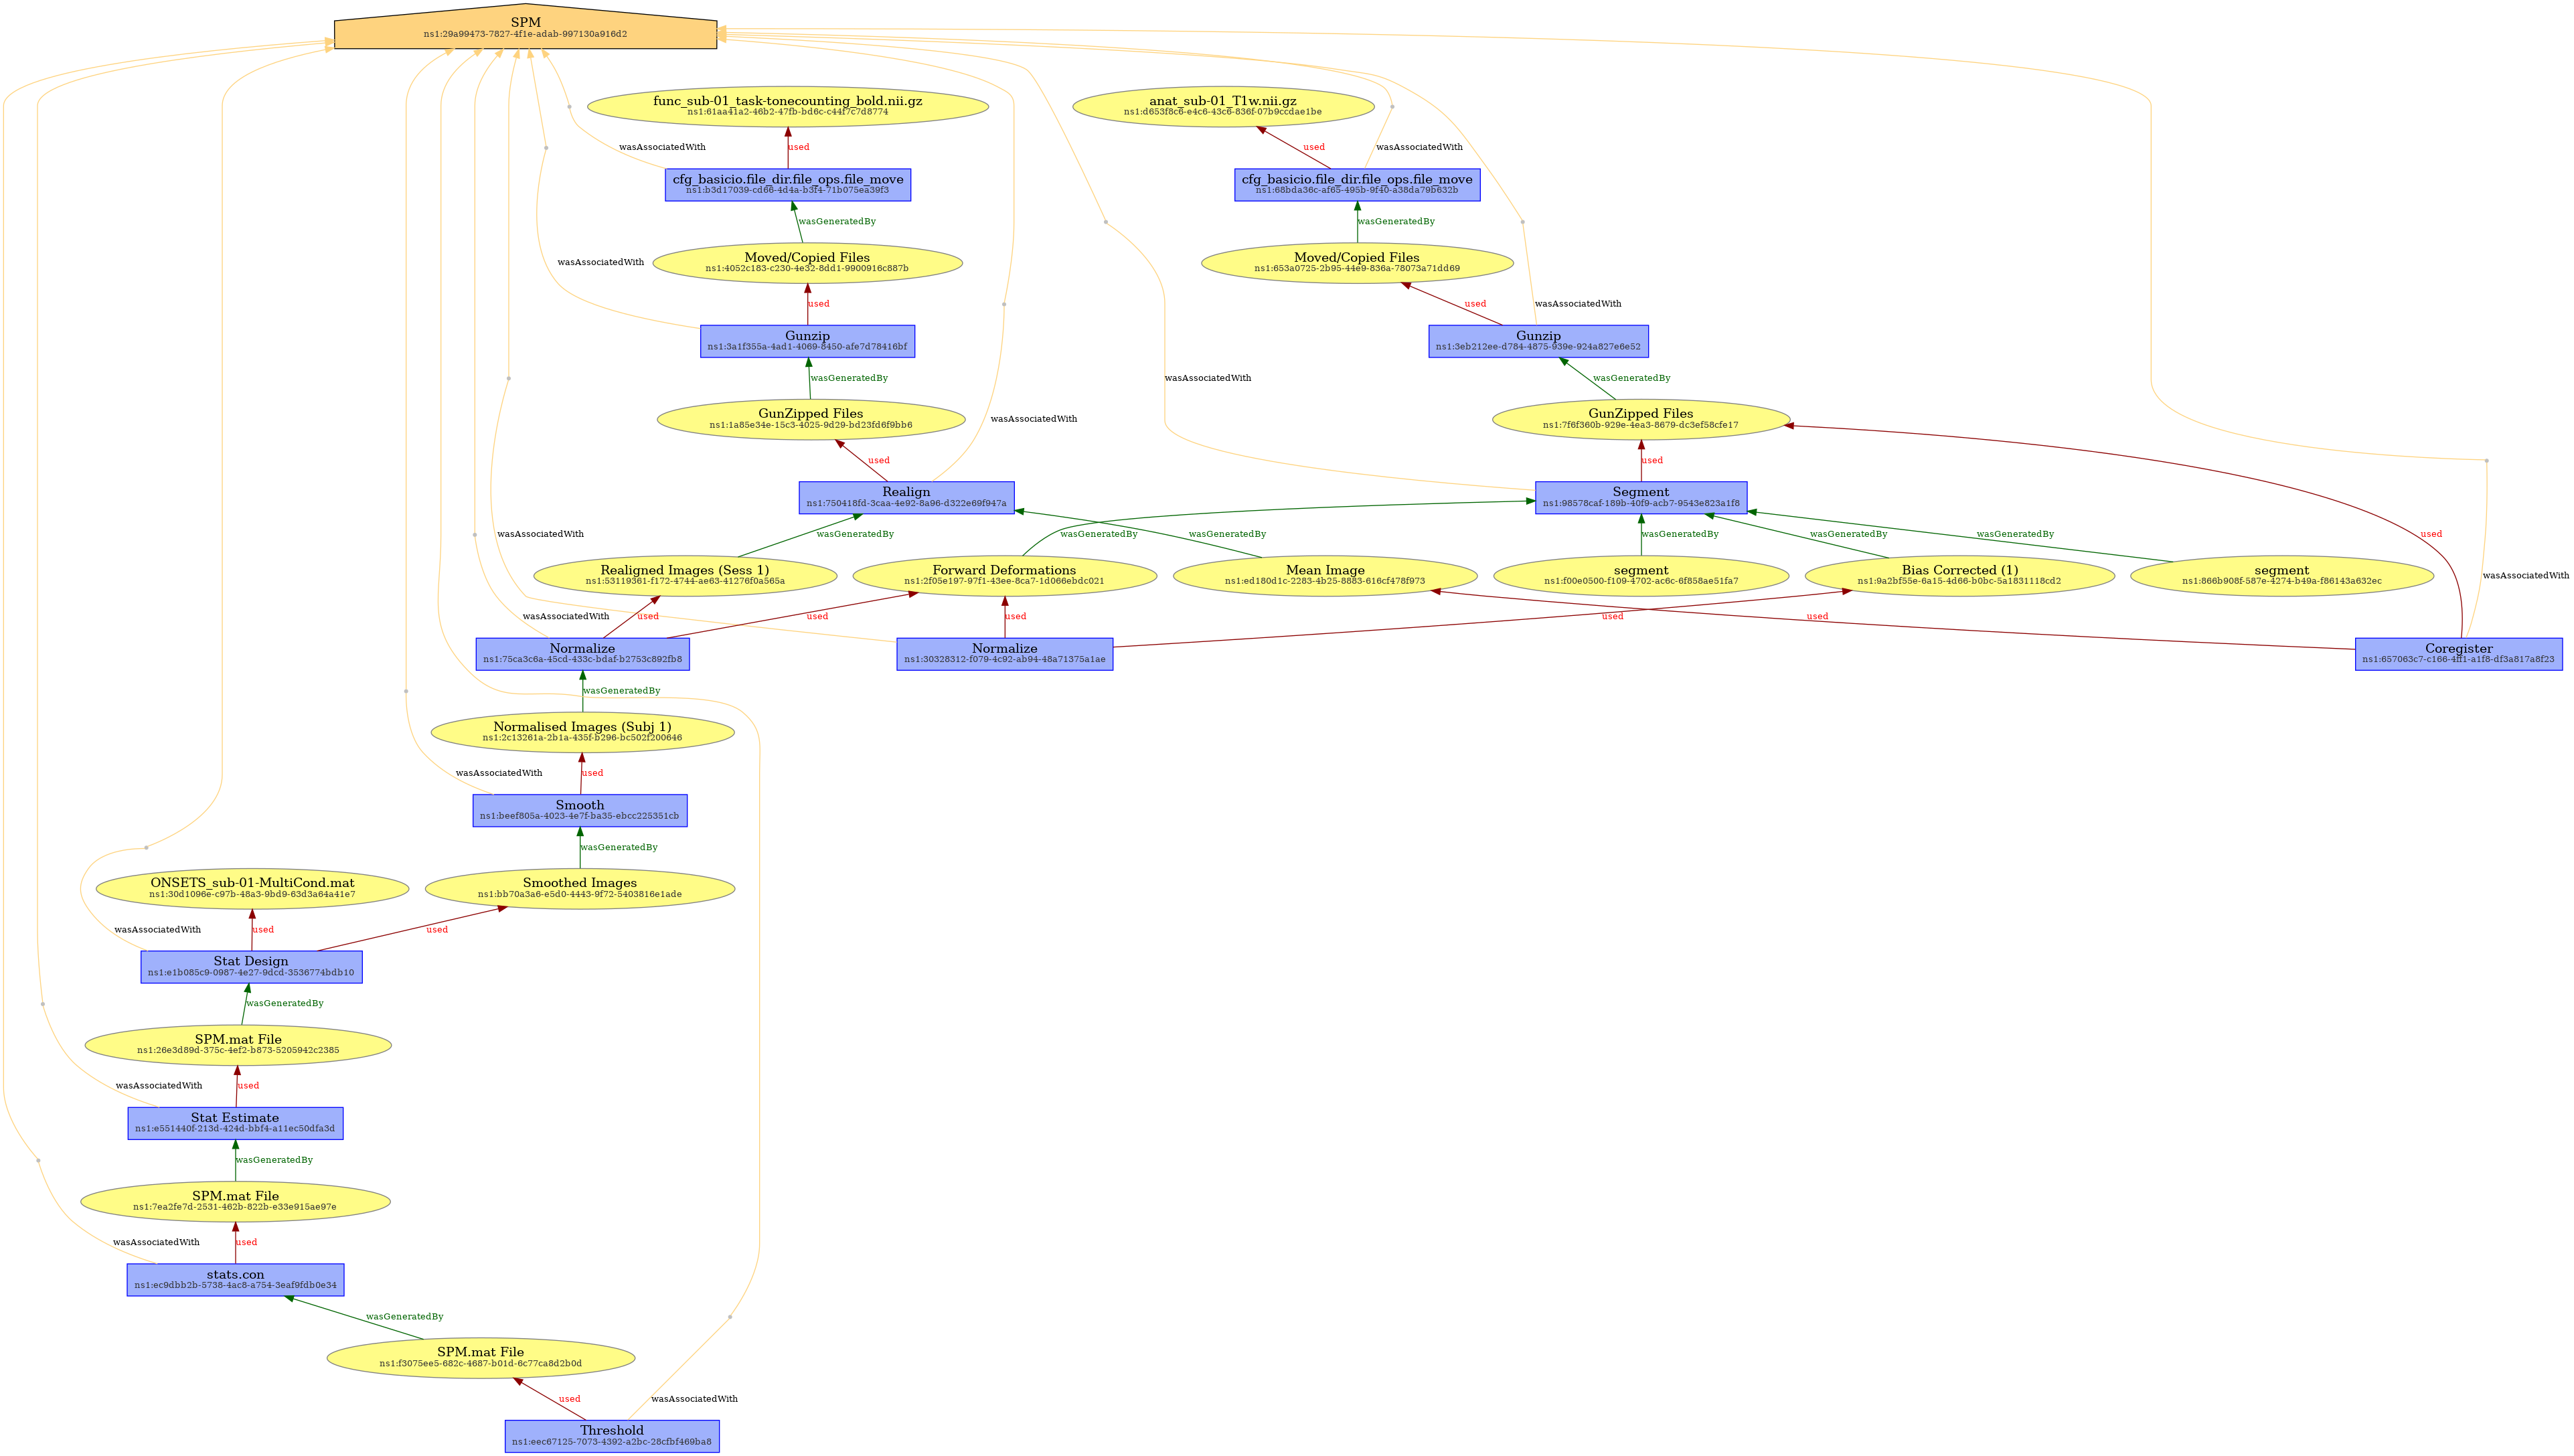 SPM
ns1:29a99473-7827-4f1e-adab-997130a916d2
func_sub-01_task-tonecounting_bold.nii.gz
ns1:61aa41a2-46b2-47fb-bd6c-c44f7c7d8774
anat_sub-01_T1w.nii.gz
ns1:d653f8c6-e4c6-43c6-836f-07b9ccdae1be
wasAssociatedWith
used
used
wasAssociatedWith
cfg_basicio.file_dir.file_ops.file_move
ns1:b3d17039-cd66-4d4a-b3f4-71b075ea39f3
cfg_basicio.file_dir.file_ops.file_move
ns1:68bda36c-af65-495b-9f40-a38da79b632b
wasGeneratedBy
wasGeneratedBy
Moved/Copied Files
ns1:4052c183-c230-4e32-8dd1-9900916c887b
Moved/Copied Files
ns1:653a0725-2b95-44e9-836a-78073a71dd69
wasAssociatedWith
used
used
wasAssociatedWith
Gunzip
ns1:3a1f355a-4ad1-4069-8450-afe7d78416bf
Gunzip
ns1:3eb212ee-d784-4875-939e-924a827e6e52
wasGeneratedBy
wasAssociatedWith
wasGeneratedBy
GunZipped Files
ns1:1a85e34e-15c3-4025-9d29-bd23fd6f9bb6
wasAssociatedWith
GunZipped Files
ns1:7f6f360b-929e-4ea3-8679-dc3ef58cfe17
used
used
Realign
ns1:750418fd-3caa-4e92-8a96-d322e69f947a
Segment
ns1:98578caf-189b-40f9-acb7-9543e823a1f8
wasAssociatedWith
wasGeneratedBy
wasGeneratedBy
wasGeneratedBy
wasGeneratedBy
wasGeneratedBy
wasGeneratedBy
used
Realigned Images (Sess 1)
ns1:53119361-f172-4744-ae63-41276f0a565a
Forward Deformations
ns1:2f05e197-97f1-43ee-8ca7-1d066ebdc021
Mean Image
ns1:ed180d1c-2283-4b25-8883-616cf478f973
segment
ns1:f00e0500-f109-4702-ac6c-6f858ae51fa7
Bias Corrected (1)
ns1:9a2bf55e-6a15-4d66-b0bc-5a1831118cd2
segment
ns1:866b908f-587e-4274-b49a-f86143a632ec
wasAssociatedWith
wasAssociatedWith
used
used
used
used
used
Normalize
ns1:75ca3c6a-45cd-433c-bdaf-b2753c892fb8
Normalize
ns1:30328312-f079-4c92-ab94-48a71375a1ae
Coregister
ns1:657063c7-c166-4ff1-a1f8-df3a817a8f23
wasGeneratedBy
Normalised Images (Subj 1)
ns1:2c13261a-2b1a-435f-b296-bc502f200646
wasAssociatedWith
used
Smooth
ns1:beef805a-4023-4e7f-ba35-ebcc225351cb
wasGeneratedBy
ONSETS_sub-01-MultiCond.mat
ns1:30d1096e-c97b-48a3-9bd9-63d3a64a41e7
Smoothed Images
ns1:bb70a3a6-e5d0-4443-9f72-5403816e1ade
wasAssociatedWith
used
used
Stat Design
ns1:e1b085c9-0987-4e27-9dcd-3536774bdb10
wasGeneratedBy
SPM.mat File
ns1:26e3d89d-375c-4ef2-b873-5205942c2385
wasAssociatedWith
used
Stat Estimate
ns1:e551440f-213d-424d-bbf4-a11ec50dfa3d
wasGeneratedBy
SPM.mat File
ns1:7ea2fe7d-2531-462b-822b-e33e915ae97e
wasAssociatedWith
used
stats.con
ns1:ec9dbb2b-5738-4ac8-a754-3eaf9fdb0e34
wasGeneratedBy
SPM.mat File
ns1:f3075ee5-682c-4687-b01d-6c77ca8d2b0d
used
wasAssociatedWith
Threshold
ns1:eec67125-7073-4392-a2bc-28cfbf469ba8